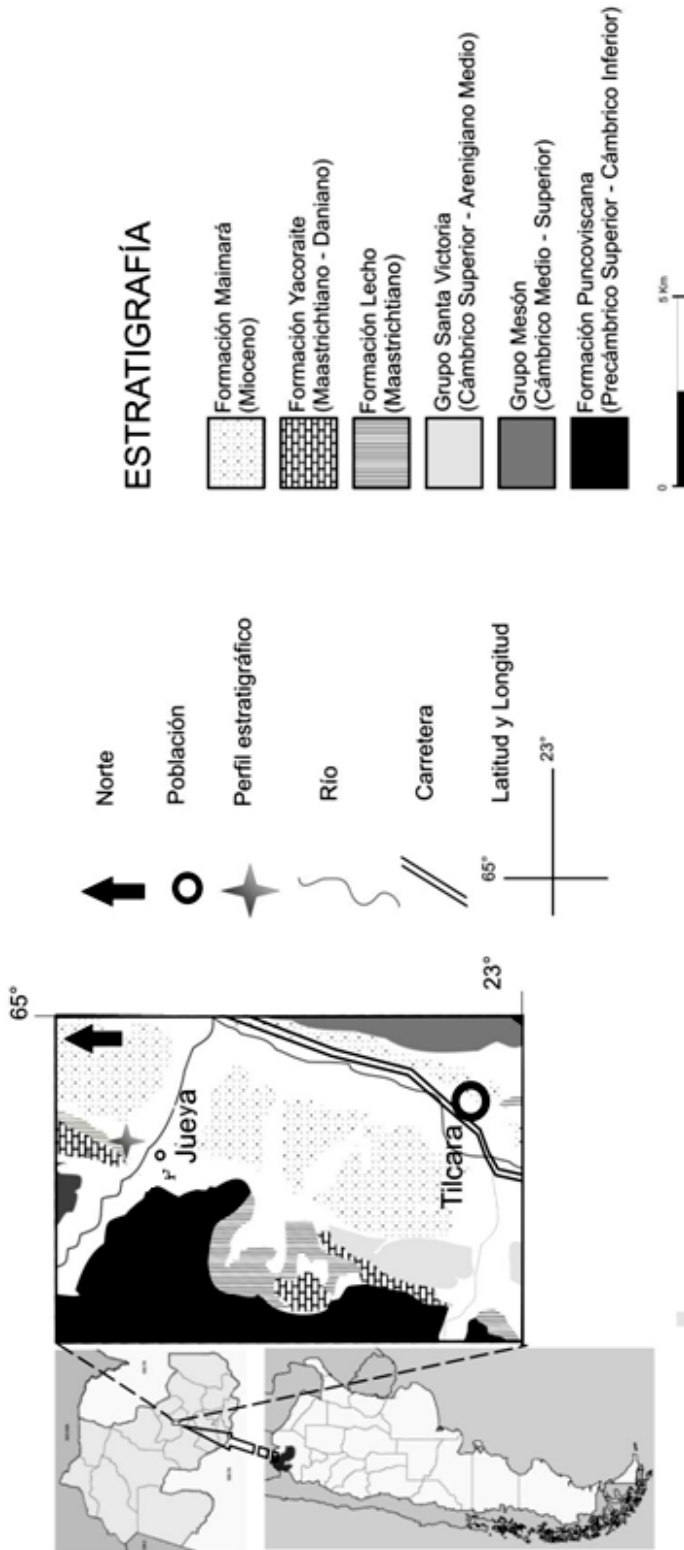 65°
23°
Jueya
Tilcara
Norte
Población
Perfil estratigráfico
Río
Carretera
Latitud y Longitud
65°
23°
ESTRATIGRAFÍA
Formación Maimará
(Mioceno)
Formación Yacoraite
(Maastrichtiano - Daniano)
Formación Lecho
(Maastrichtiano)
Grupo Santa Victoria
(Cámbrico Superior - Arenigiano Medio)
Grupo Mesón
(Cámbrico Medio - Superior)
Formación Puncoviscana
(Precámbrico Superior - Cámbrico Inferior)
0
5 Km